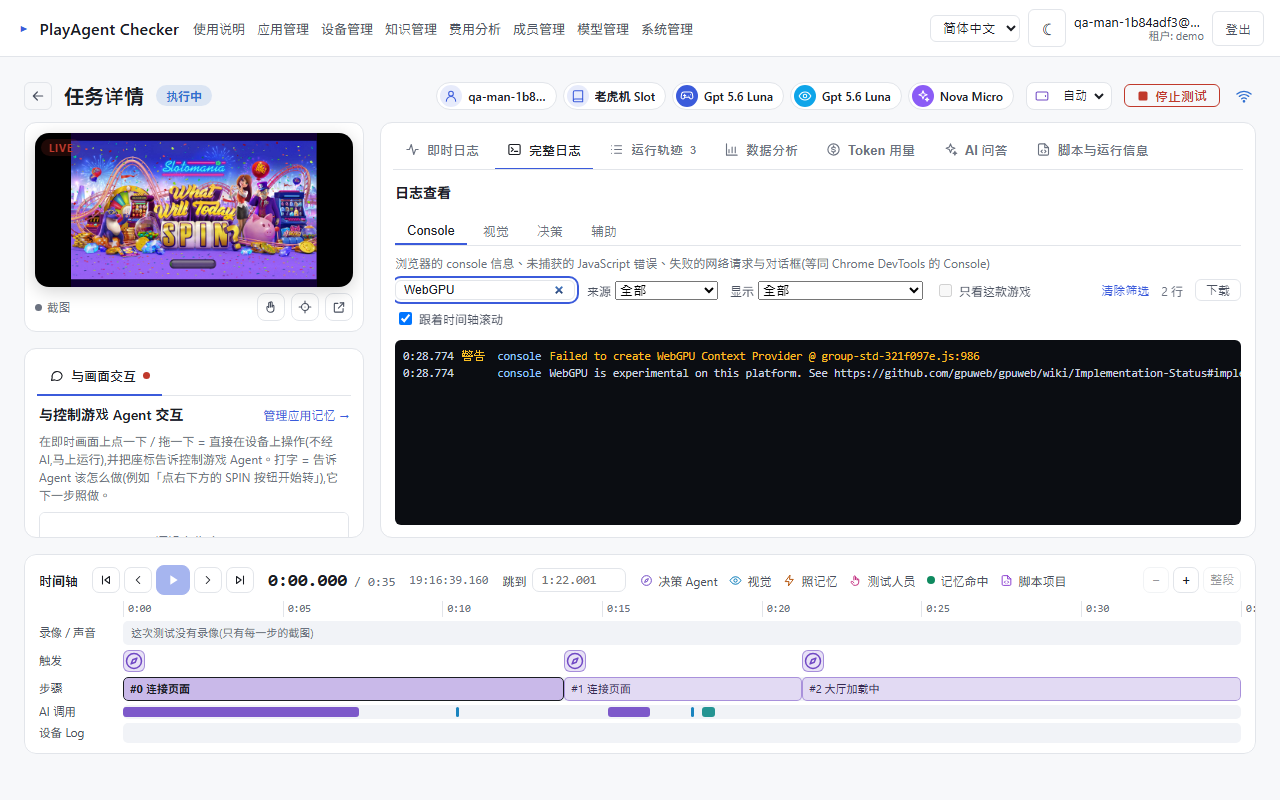 PlayAgent Checker 使用说明 应用管理 设备管理 知识管理 费用分析 成员管理 模型管理 系统管理 简体中文 qa-man-1b84adf3@... 租户: demo 登出
任务详情 执行中 qa-man-1b8... 老虎机 Slot Gpt 5.6 Luna Gpt 5.6 Luna Nova Micro 自动 停止测试
LIVE
Slotomania
What
Will Today
SPIN?
截图
与画面交互
与控制游戏 Agent 交互 管理应用记忆 →
在即时画面上点一下 / 拖一下 = 直接在设备上操作(不经
AI,马上运行),并把座标告诉控制游戏 Agent。打字 = 告诉
Agent 该怎么做(例如「点右下方的 SPIN 按钮开始转」),它
下一步照做。
即时日志 完整日志 运行轨迹 3 数据分析 Token 用量 AI 问答 脚本与运行信息
日志查看
Console 视觉 决策 辅助
浏览器的 console 信息、未捕获的 JavaScript 错误、失败的网络请求与对话框(等同 Chrome DevTools 的 Console)
WebGPU 来源 全部 显示 全部 只看这款游戏 清除筛选 2 行 下载
跟着时间轴滚动
0:28.774 警告 console Failed to create WebGPU Context Provider @ group-std-321f097e.js:986
0:28.774 console WebGPU is experimental on this platform. See https://github.com/gpuweb/gpuweb/wiki/Implementation-Status#imple
时间轴 0:00.000 / 0:35 19:16:39.160 跳到 1:22.001 决策 Agent 视觉 照记忆 测试人员 记忆命中 脚本项目 − + 整段
0:00 0:05 0:10 0:15 0:20 0:25 0:30 0:
录像 / 声音 这次测试没有录像(只有每一步的截图)
触发
步骤 #0 连接页面 #1 连接页面 #2 大厅加载中
AI 调用
设备 Log